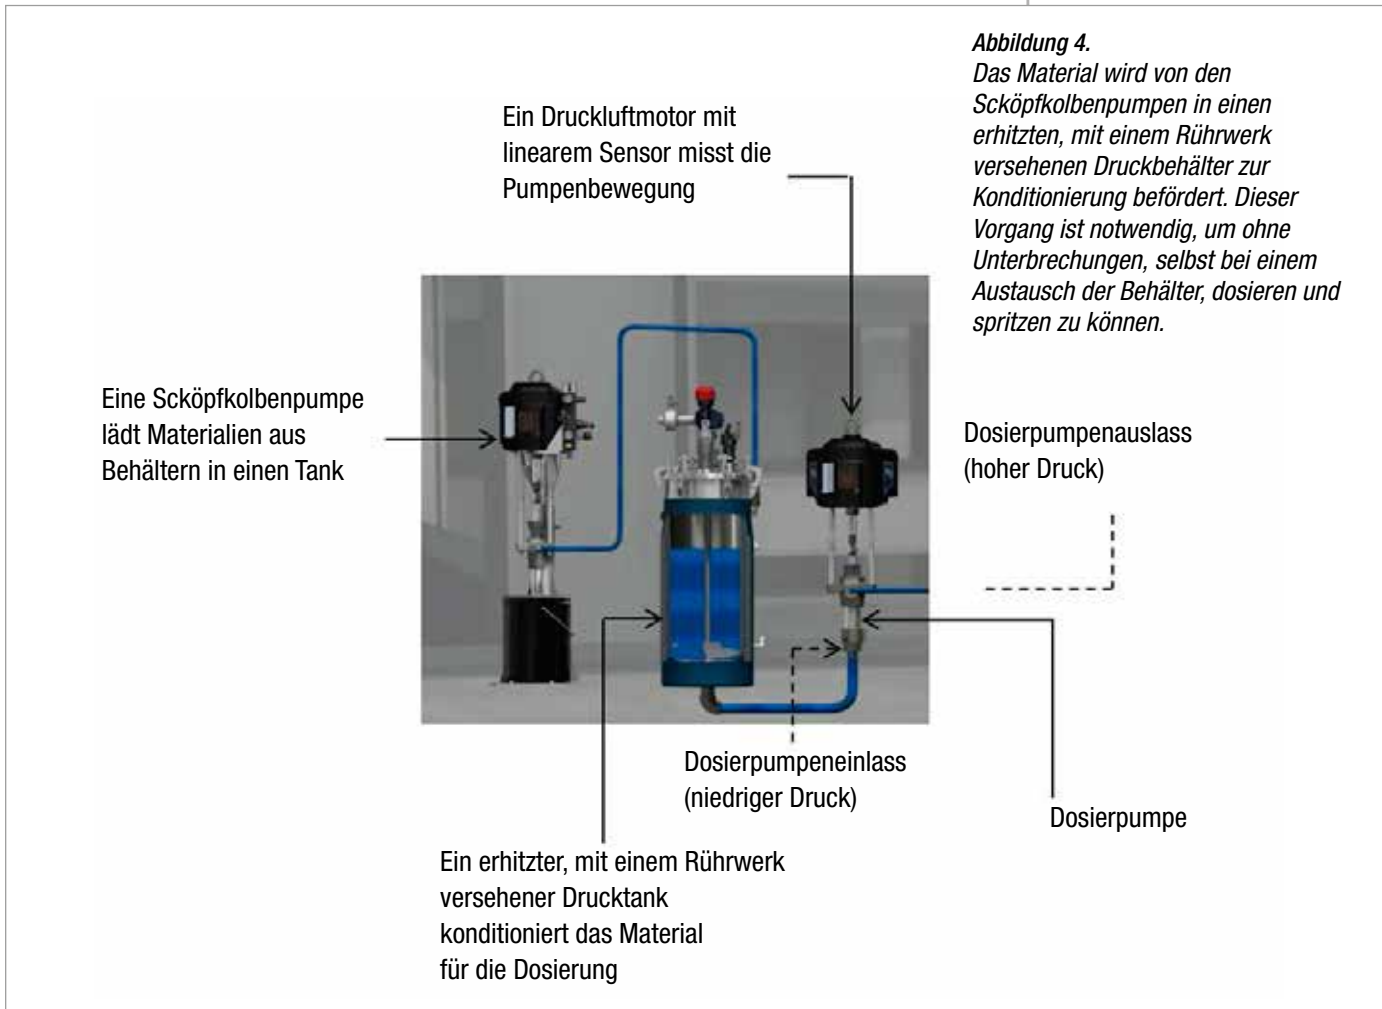 Abbildung 4.
Das Material wird von den
Scköpfkolbenpumpen in einen
erhitzten, mit einem Rührwerk
versehenen Druckbehälter zur
Konditionierung befördert. Dieser
Vorgang ist notwendig, um ohne
Unterbrechungen, selbst bei einem
Austausch der Behälter, dosieren und
spritzen zu können.
Ein Druckluftmotor mit
linearem Sensor misst die
Pumpenbewegung
Eine Scköpfkolbenpumpe
lädt Materialien aus
Behältern in einen Tank
Dosierpumpenauslass
(hoher Druck)
Dosierpumpeneinlass
(niedriger Druck)
Dosierpumpe
Ein erhitzter, mit einem Rührwerk
versehener Drucktank
konditioniert das Material
für die Dosierung